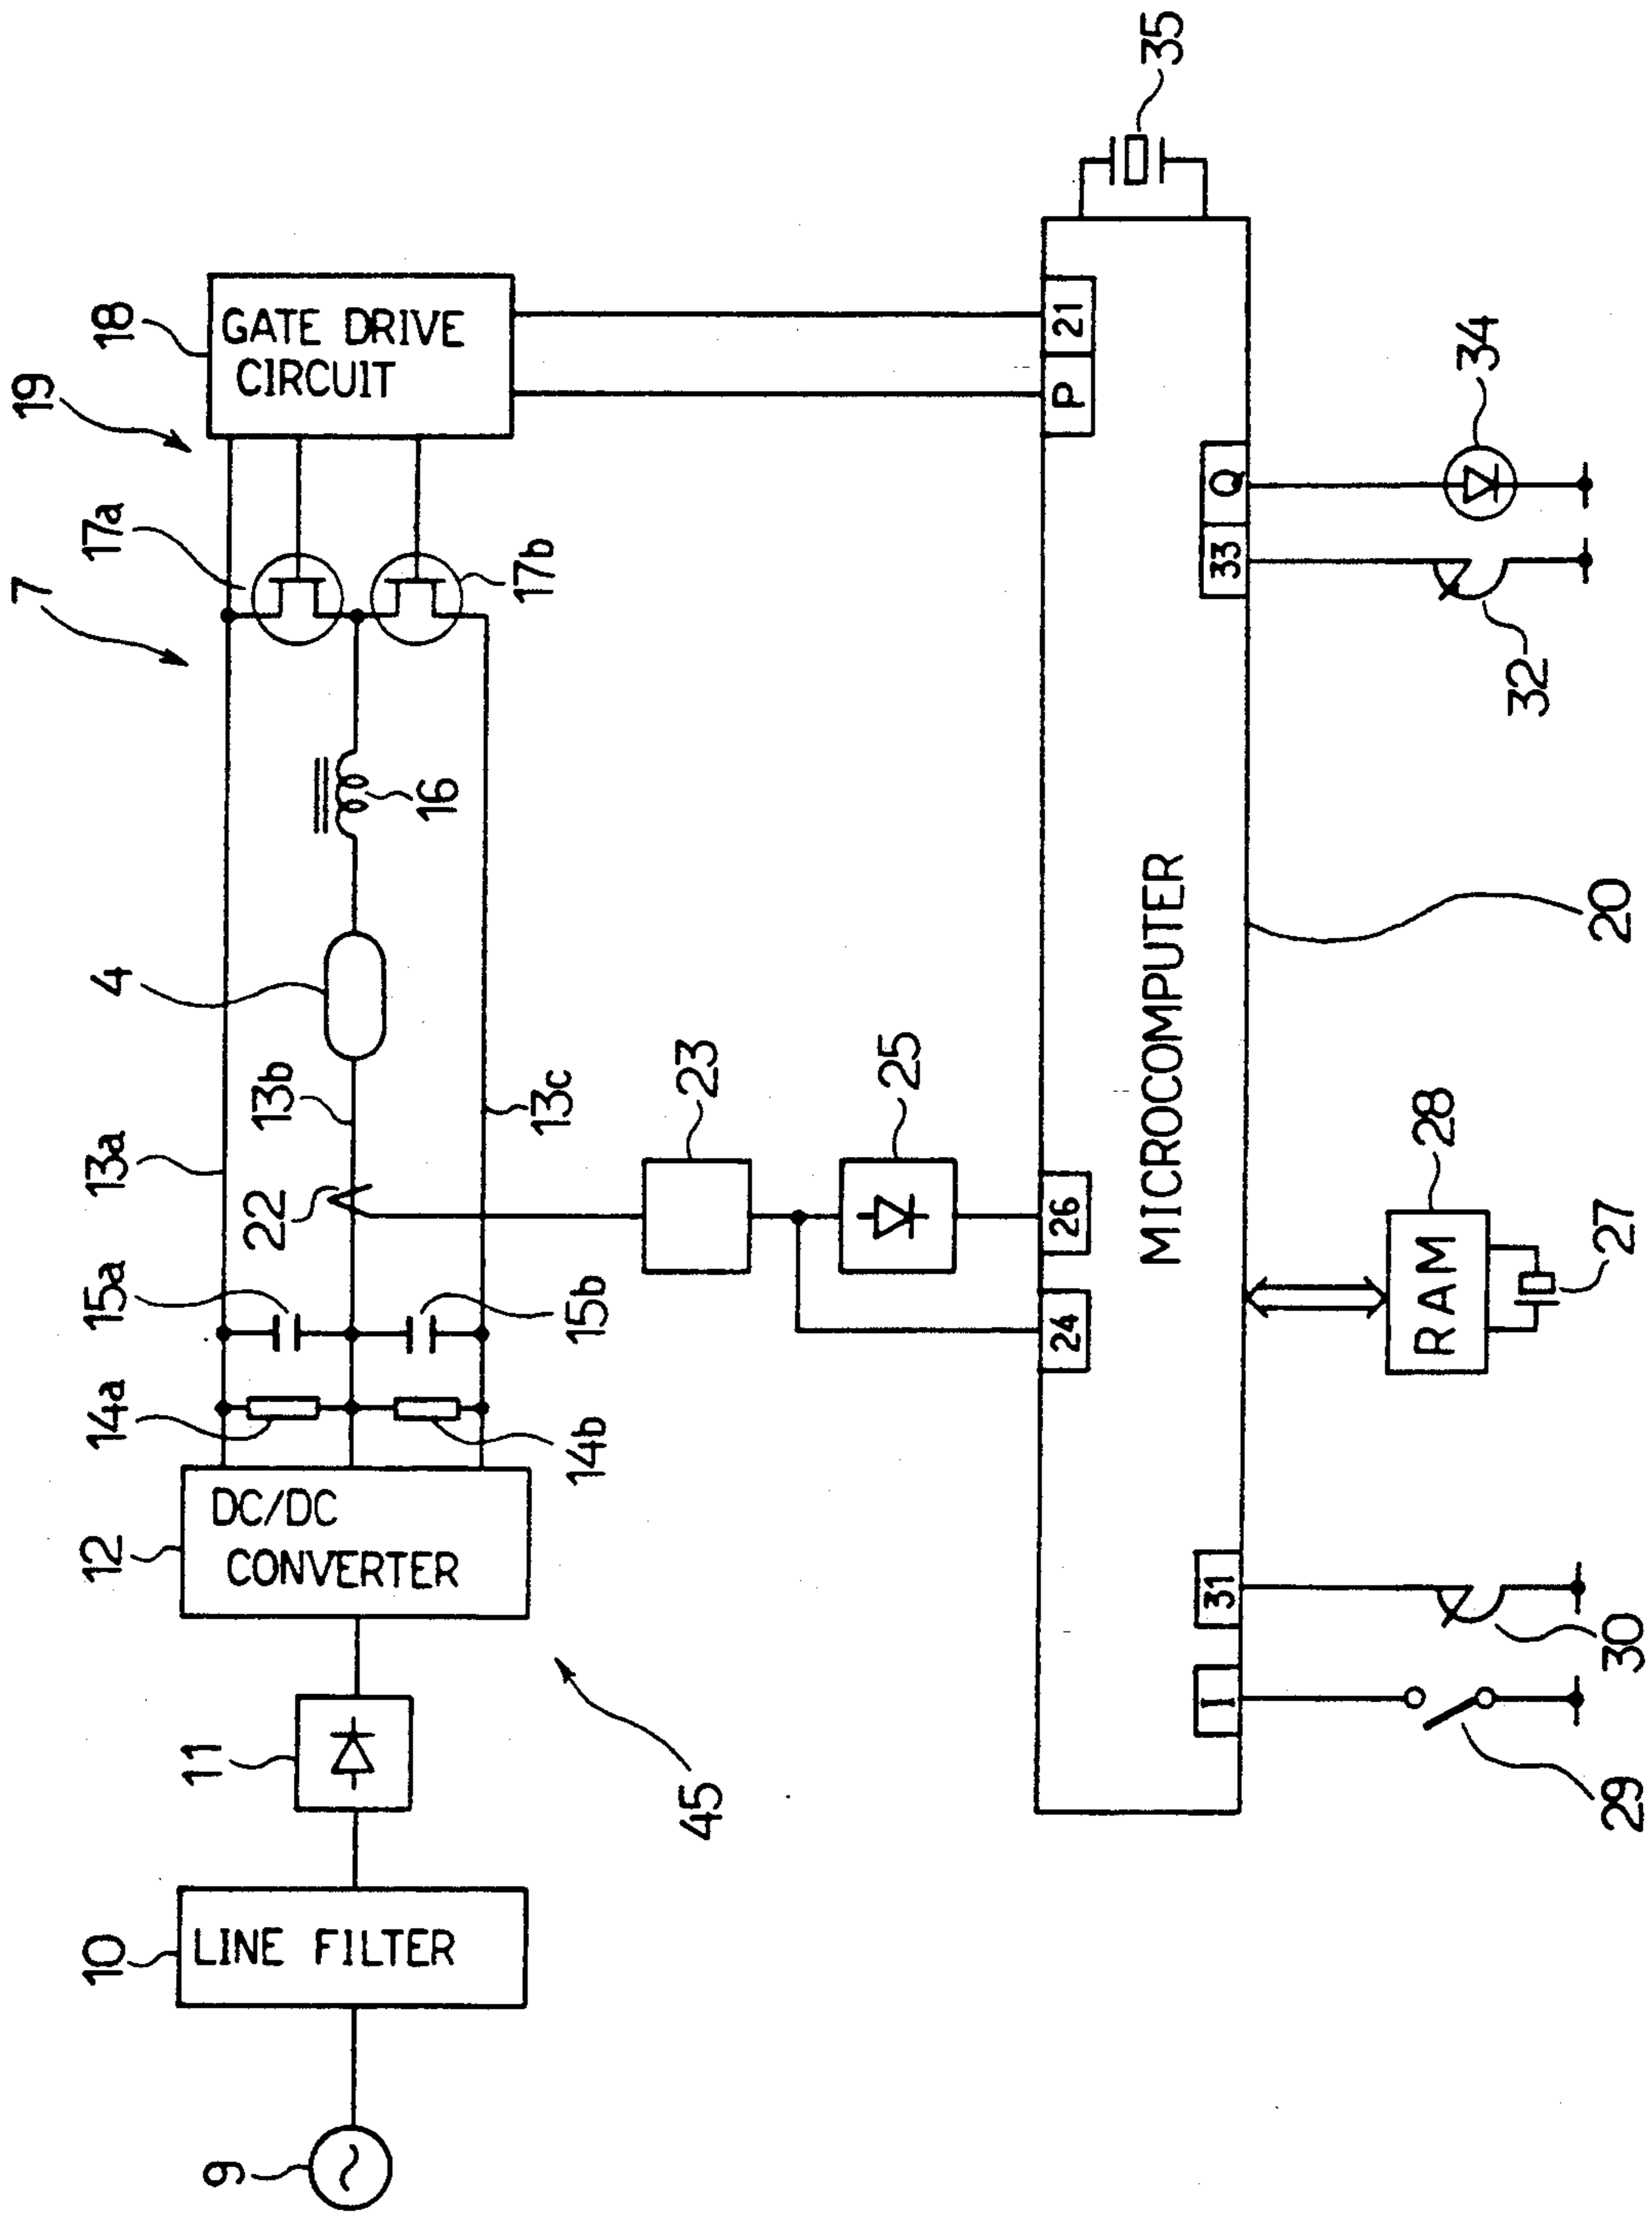 7
19
18
GATE DRIVE
CIRCUIT
17a
17b
16
4
13a
13b
13c
22
15a
15b
14a
14b
12
DC/DC
CONVERTER
11
10
LINE FILTER
9
45
23
25
24
26
P
21
35
MICROCOMPUTER
20
I
31
33
Q
29
30
RAM
28
27
32
34